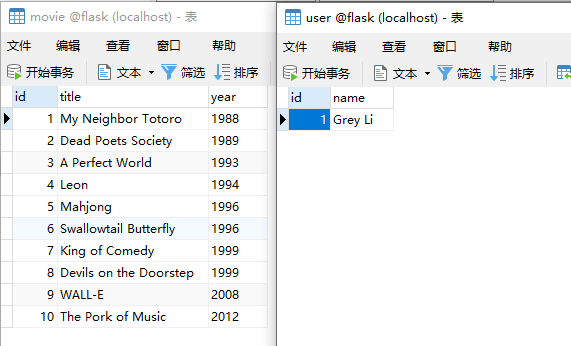 movie @flask (localhost) - 表
文件 编辑 查看 窗口 帮助
开始事务 文本 筛选 排序
id title year
1 My Neighbor Totoro 1988
2 Dead Poets Society 1989
3 A Perfect World 1993
4 Leon 1994
5 Mahjong 1996
6 Swallowtail Butterfly 1996
7 King of Comedy 1999
8 Devils on the Doorstep 1999
9 WALL-E 2008
10 The Pork of Music 2012
user @flask (localhost) - 表
文件 编辑 查看 窗口 帮助
开始事务 文本 筛选 排序
id name
1 Grey Li